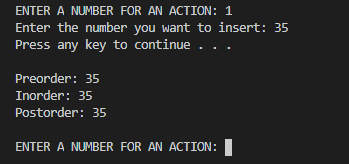 ENTER A NUMBER FOR AN ACTION: 1
Enter the number you want to insert: 35
Press any key to continue . . .
Preorder: 35
Inorder: 35
Postorder: 35
ENTER A NUMBER FOR AN ACTION: